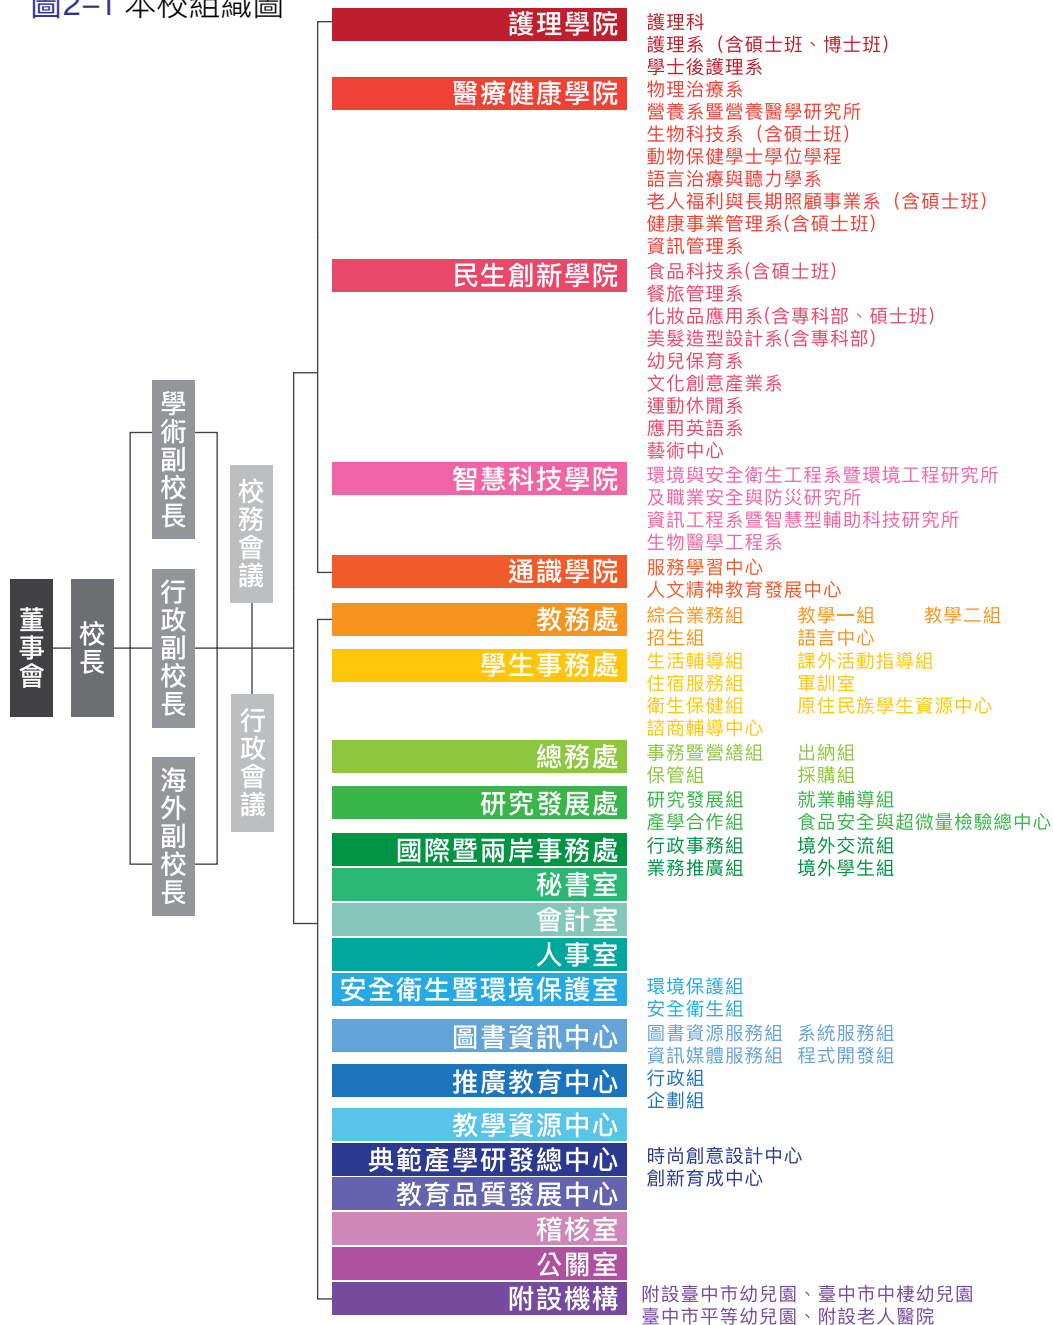 圖2–1 本校組織圖
董事會
校長
學術副校長
行政副校長
海外副校長
校務會議
行政會議
護理學院
護理科
護理系（含碩士班、博士班）
學士後護理系
醫療健康學院
物理治療系
營養系暨營養醫學研究所
生物科技系（含碩士班）
動物保健學士學位學程
語言治療與聽力學系
老人福利與長期照顧事業系（含碩士班）
健康事業管理系(含碩士班)
資訊管理系
民生創新學院
食品科技系(含碩士班)
餐旅管理系
化妝品應用系(含專科部、碩士班)
美髮造型設計系(含專科部)
幼兒保育系
文化創意產業系
運動休閒系
應用英語系
藝術中心
智慧科技學院
環境與安全衛生工程系暨環境工程研究所
及職業安全與防災研究所
資訊工程系暨智慧型輔助科技研究所
生物醫學工程系
通識學院
服務學習中心
人文精神教育發展中心
教務處
綜合業務組 教學一組 教學二組
招生組 語言中心
學生事務處
生活輔導組 課外活動指導組
住宿服務組 軍訓室
衛生保健組 原住民族學生資源中心
諮商輔導中心
總務處
事務暨營繕組 出納組
保管組 採購組
研究發展處
研究發展組 就業輔導組
產學合作組 食品安全與超微量檢驗總中心
國際暨兩岸事務處
行政事務組 境外交流組
業務推廣組 境外學生組
秘書室
會計室
人事室
安全衛生暨環境保護室
環境保護組
安全衛生組
圖書資訊中心
圖書資源服務組 系統服務組
資訊媒體服務組 程式開發組
推廣教育中心
行政組
企劃組
教學資源中心
典範產學研發總中心
時尚創意設計中心
創新育成中心
教育品質發展中心
稽核室
公關室
附設機構
附設臺中市幼兒園、臺中市中棲幼兒園
臺中市平等幼兒園、附設老人醫院